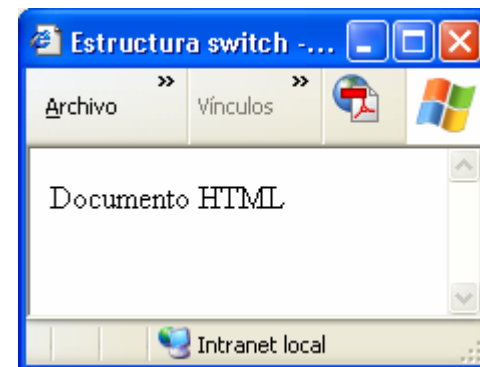 Estructura switch -...
Archivo » Vínculos »
Documento HTML
Intranet local